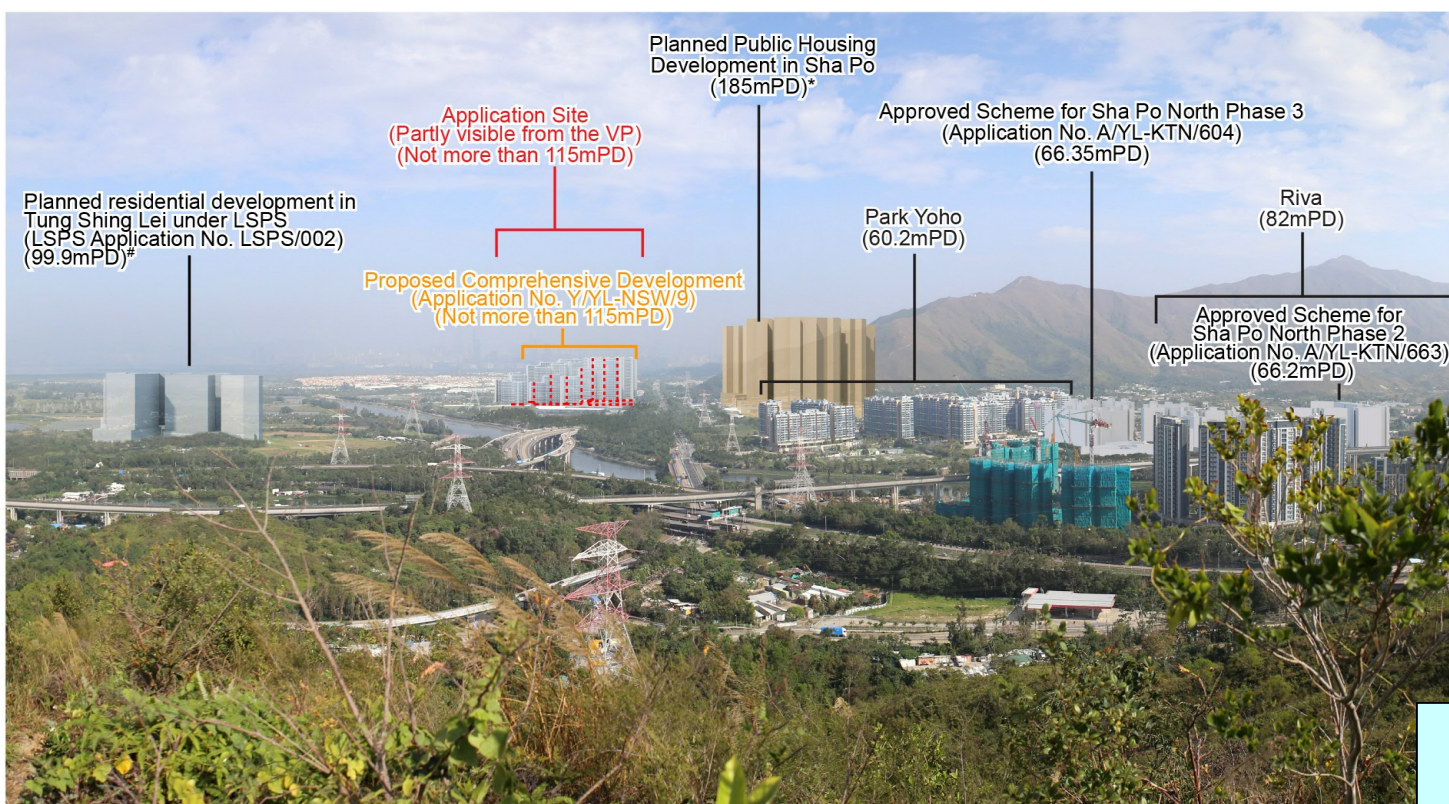 Planned Public Housing
Development in Sha Po
(185mPD)*
Application Site
(Partly visible from the VP)
(Not more than 115mPD)
Approved Scheme for Sha Po North Phase 3
(Application No. A/YL-KTN/604)
(66.35mPD)
Planned residential development in
Tung Shing Lei under LSPS
(LSPS Application No. LSPS/002)
(99.9mPD)#
Park Yoho
(60.2mPD)
Riva
(82mPD)
Proposed Comprehensive Development
(Application No. Y/YL-NSW/9)
(Not more than 115mPD)
Approved Scheme for
Sha Po North Phase 2
(Application No. A/YL-KTN/663)
(66.2mPD)